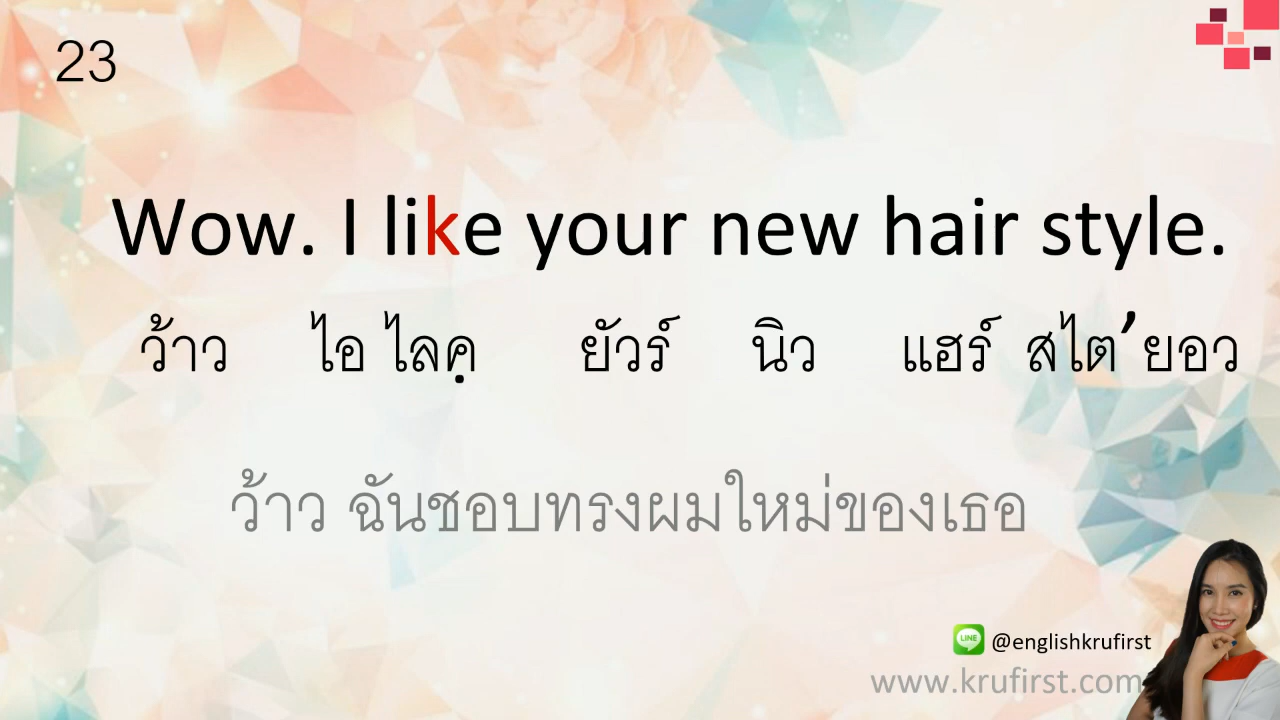 23
Wow. I like your new hair style.
ว้าว ไอ ไลคฺ ยัวร์ นิว แฮร์ สไต’ยอว
ว้าว ฉันชอบทรงผมใหม่ของเธอ
LINE @englishkrufirst
www.krufirst.com